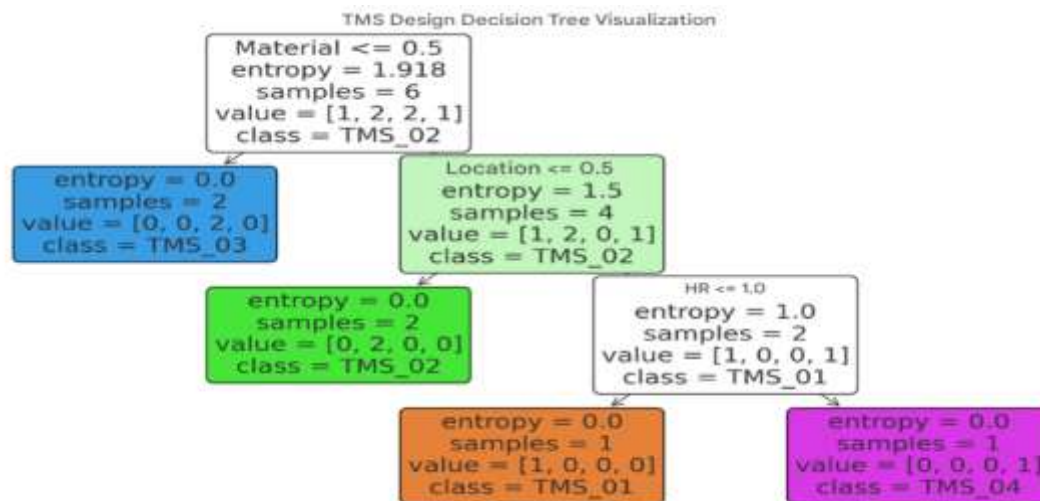 TMS Design Decision Tree Visualization
Material <= 0.5
entropy = 1.918
samples = 6
value = [1, 2, 2, 1]
class = TMS_02
entropy = 0.0
samples = 2
value = [0, 0, 2, 0]
class = TMS_03
Location <= 0.5
entropy = 1.5
samples = 4
value = [1, 2, 0, 1]
class = TMS_02
entropy = 0.0
samples = 2
value = [0, 2, 0, 0]
class = TMS_02
HR <= 1.0
entropy = 1.0
samples = 2
value = [1, 0, 0, 1]
class = TMS_01
entropy = 0.0
samples = 1
value = [1, 0, 0, 0]
class = TMS_01
entropy = 0.0
samples = 1
value = [0, 0, 0, 1]
class = TMS_04